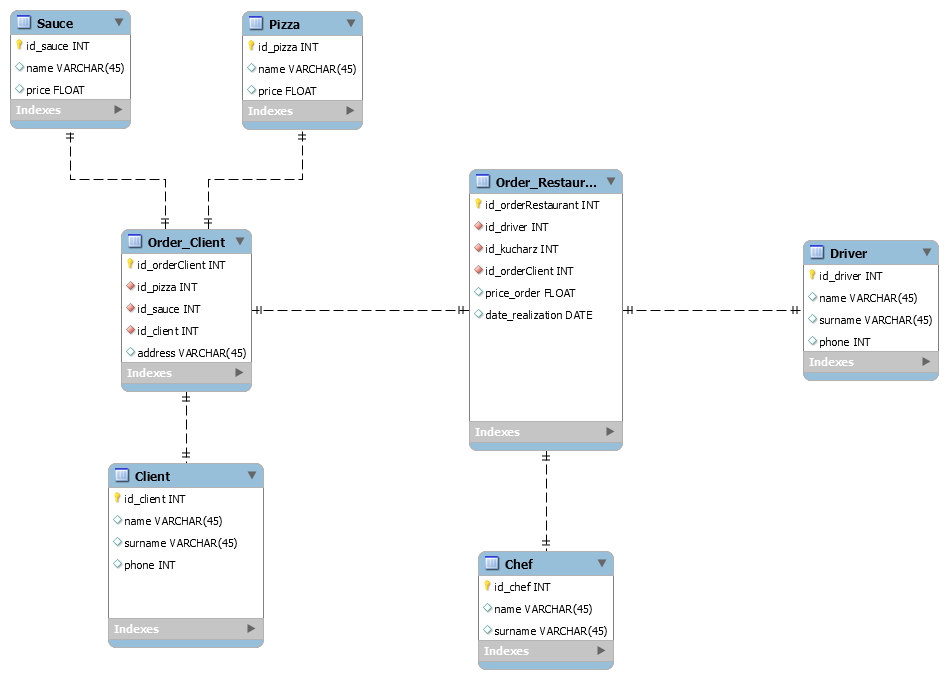 Sauce
id_sauce INT
name VARCHAR(45)
price FLOAT
Indexes
Pizza
id_pizza INT
name VARCHAR(45)
price FLOAT
Indexes
Order_Client
id_orderClient INT
id_pizza INT
id_sauce INT
id_client INT
address VARCHAR(45)
Indexes
Order_Restaur...
id_orderRestaurant INT
id_driver INT
id_kucharz INT
id_orderClient INT
price_order FLOAT
date_realization DATE
Indexes
Driver
id_driver INT
name VARCHAR(45)
surname VARCHAR(45)
phone INT
Indexes
Client
id_client INT
name VARCHAR(45)
surname VARCHAR(45)
phone INT
Indexes
Chef
id_chef INT
name VARCHAR(45)
surname VARCHAR(45)
Indexes